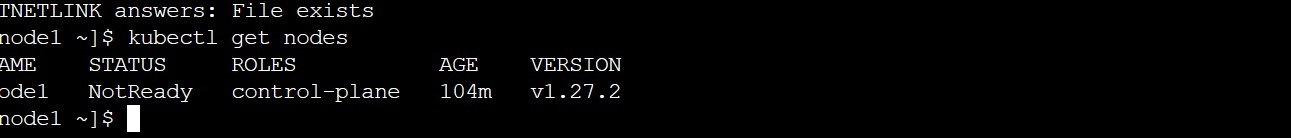 TNETLINK answers: File exists
node1 ~]$ kubectl get nodes
AME    STATUS     ROLES           AGE    VERSION
ode1   NotReady   control-plane   104m   v1.27.2
node1 ~]$